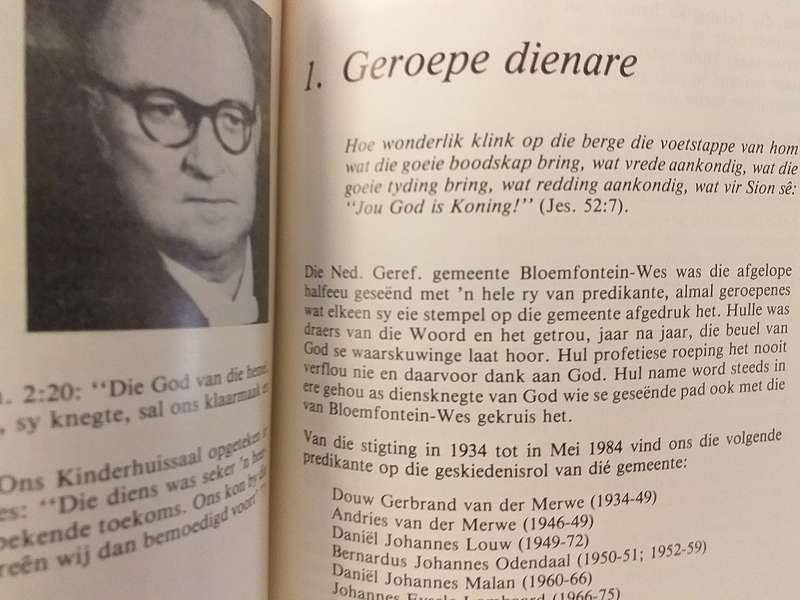 . 2:20: “Die God van die hemel,
, sy knegte, sal ons klaarmaak
Ons Kinderhuissaal opgeteken
es: “Die diens was seker 'n
bekende toekoms. Ons kon by
reën wij dan bemoedigd voort”
1. Geroepe dienare
Hoe wonderlik klink op die berge die voetstappe van hom
wat die goeie boodskap bring, wat vrede aankondig, wat die
goeie tyding bring, wat redding aankondig, wat vir Sion sê:
“Jou God is Koning!” (Jes. 52:7).
Die Ned. Geref. gemeente Bloemfontein-Wes was die afgelope
halfeeu geseënd met 'n hele ry van predikante, almal geroepenes
wat elkeen sy eie stempel op die gemeente afgedruk het. Hulle was
draers van die Woord en het getrou, jaar na jaar, die beuel van
God se waarskuwinge laat hoor. Hul profetiese roeping het nooit
verflou nie en daarvoor dank aan God. Hul name word steeds in
ere gehou as diensknegte van God wie se geseënde pad ook met die
van Bloemfontein-Wes gekruis het.
Van die stigting in 1934 tot in Mei 1984 vind ons die volgende
predikante op die geskiedenisrol van dié gemeente:
Douw Gerbrand van der Merwe (1934-49)
Andries van der Merwe (1946-49)
Daniël Johannes Louw (1949-72)
Bernardus Johannes Odendaal (1950-51; 1952-59)
Daniël Johannes Malan (1960-66)
Johannes Lombaard (1966-75)